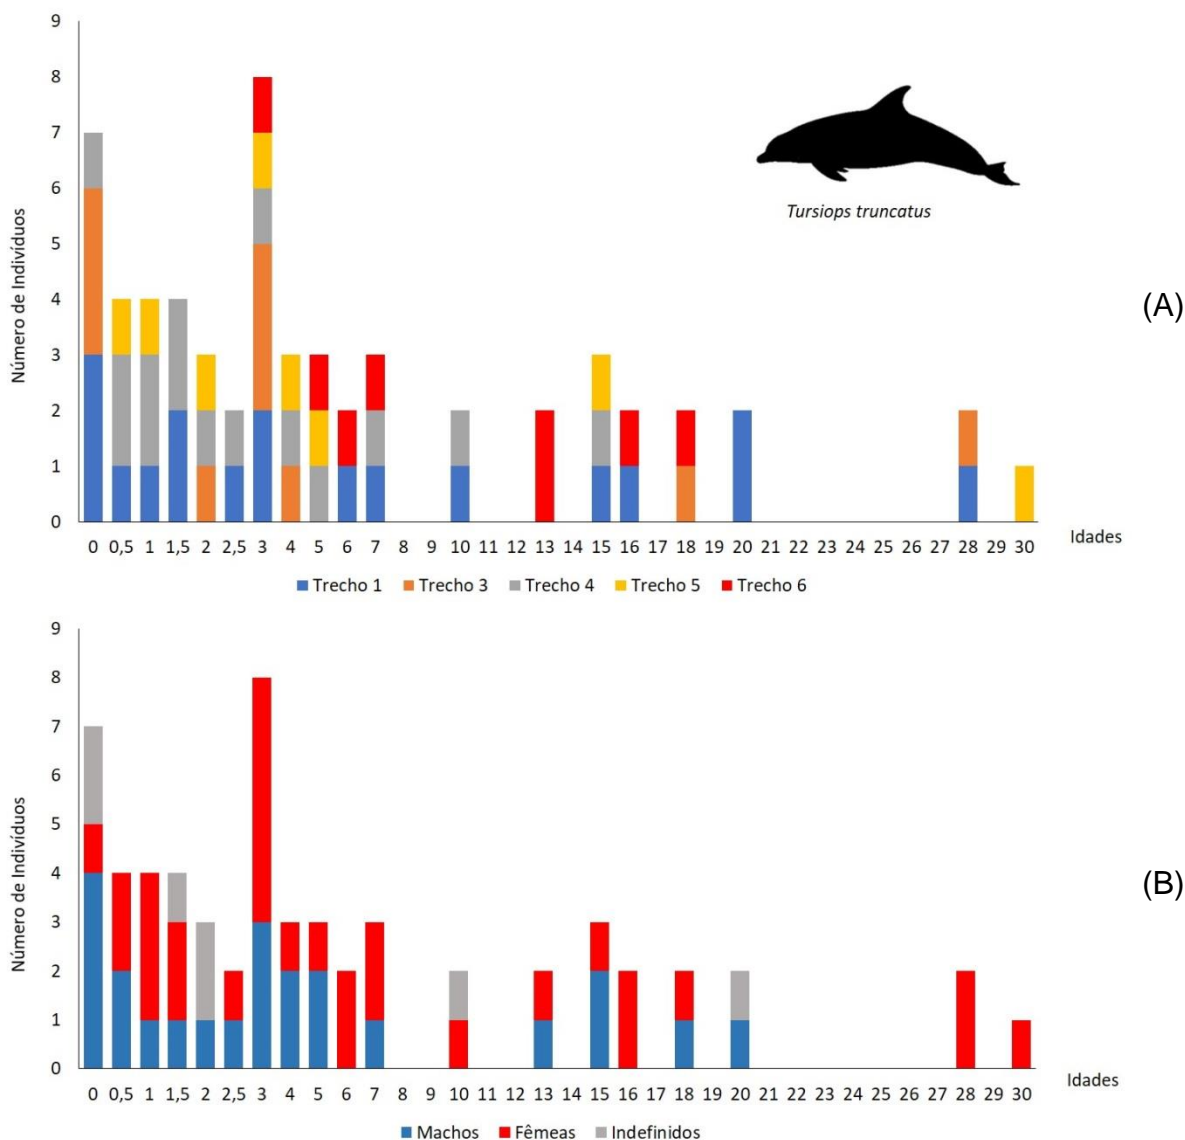 9
8
7
6
5
4
3
2
1
0
Número de Indivíduos
Tursiops truncatus
(A)
0 0,5 1 1,5 2 2,5 3 4 5 6 7 8 9 10 11 12 13 14 15 16 17 18 19 20 21 22 23 24 25 26 27 28 29 30
Idades
Trecho 1 Trecho 3 Trecho 4 Trecho 5 Trecho 6
9
8
7
6
5
4
3
2
1
0
Número de Indivíduos
(B)
0 0,5 1 1,5 2 2,5 3 4 5 6 7 8 9 10 11 12 13 14 15 16 17 18 19 20 21 22 23 24 25 26 27 28 29 30
Idades
Machos Fêmeas Indefinidos